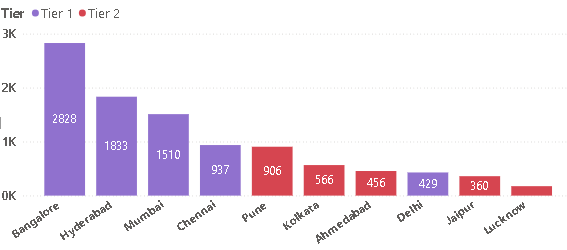 Tier Tier 1 Tier 2
3K
2K
1K
0K
2828
1833
1510
937
906
566
456
429
360
Bangalore
Hyderabad
Mumbai
Chennai
Pune
Kolkata
Ahmedabad
Delhi
Jaipur
Lucknow